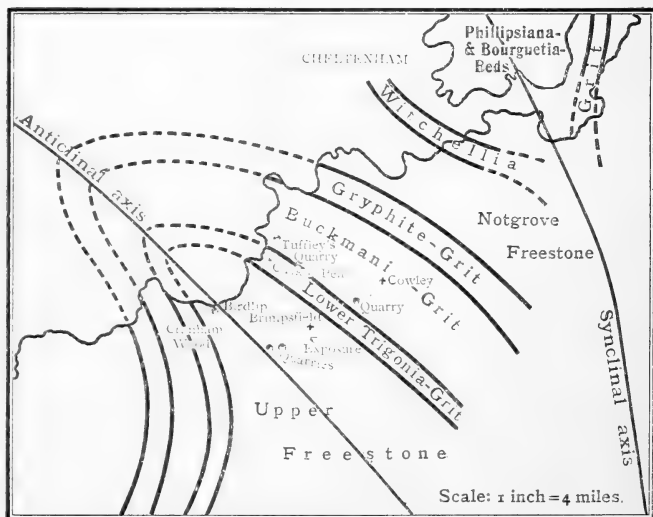 Phillipsiana-
& Bourguetia-
Beds
Grit
CHELTENHAM
Witchellia
Anticlinal axis
Gryphite-Grit
Notgrove
Freestone
Buckmani-Grit
Tuffley's
Quarry
Cowley
Quarry
Birdlip
Brimpsfield
Lower Trigonia-Grit
Cranham
Exposure
Quarries
Upper
Freestone
Synclinal axis
Scale: 1 inch = 4 miles.